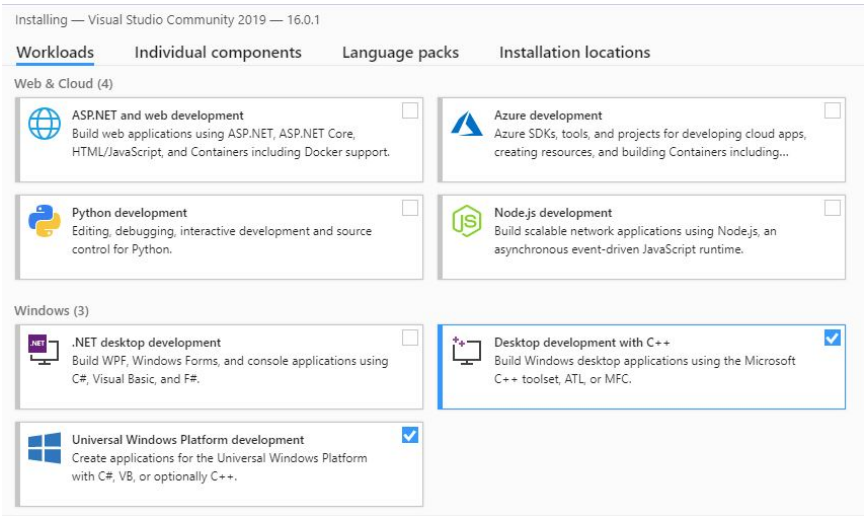 Installing — Visual Studio Community 2019 — 16.0.1
Workloads Individual components Language packs Installation locations
Web & Cloud (4)
ASP.NET and web development
Build web applications using ASP.NET, ASP.NET Core,
HTML/JavaScript, and Containers including Docker support.
Azure development
Azure SDKs, tools, and projects for developing cloud apps,
creating resources, and building Containers including...
Python development
Editing, debugging, interactive development and source
control for Python.
JS
Node.js development
Build scalable network applications using Node.js, an
asynchronous event-driven JavaScript runtime.
Windows (3)
.NET
.NET desktop development
Build WPF, Windows Forms, and console applications using
C#, Visual Basic, and F#.
++
Desktop development with C++
Build Windows desktop applications using the Microsoft
C++ toolset, ATL, or MFC.
Universal Windows Platform development
Create applications for the Universal Windows Platform
with C#, VB, or optionally C++.